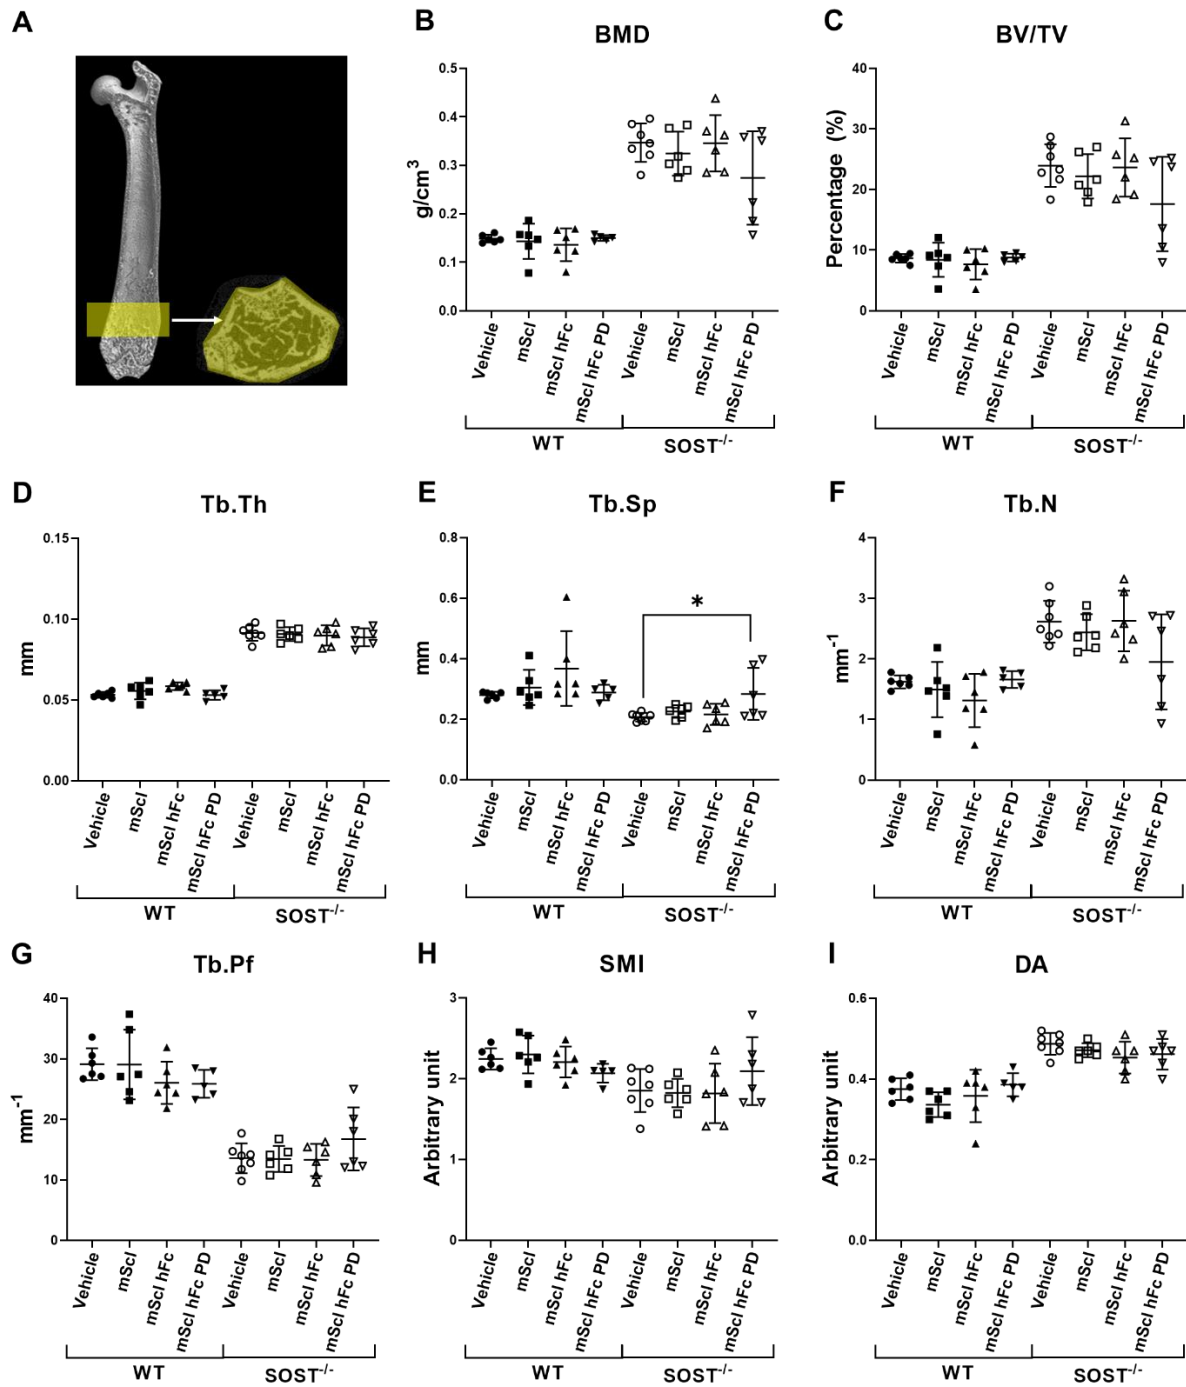 A
B
BMD
g/cm³
0.5
0.4
0.3
0.2
0.1
0.0
Vehicle
mScl
mScl hFc
mScl hFc PD
Vehicle
mScl
mScl hFc
mScl hFc PD
WT
SOST-/-
C
BV/TV
Percentage (%)
40
30
20
10
0
Vehicle
mScl
mScl hFc
mScl hFc PD
Vehicle
mScl
mScl hFc
mScl hFc PD
WT
SOST-/-
D
Tb.Th
mm
0.15
0.10
0.05
0.00
Vehicle
mScl
mScl hFc
mScl hFc PD
Vehicle
mScl
mScl hFc
mScl hFc PD
WT
SOST-/-
E
Tb.Sp
mm
0.8
0.6
0.4
0.2
0.0
*
Vehicle
mScl
mScl hFc
mScl hFc PD
Vehicle
mScl
mScl hFc
mScl hFc PD
WT
SOST-/-
F
Tb.N
mm-1
4
3
2
1
0
Vehicle
mScl
mScl hFc
mScl hFc PD
Vehicle
mScl
mScl hFc
mScl hFc PD
WT
SOST-/-
G
Tb.Pf
mm-1
40
30
20
10
0
Vehicle
mScl
mScl hFc
mScl hFc PD
Vehicle
mScl
mScl hFc
mScl hFc PD
WT
SOST-/-
H
SMI
Arbitrary unit
3
2
1
0
Vehicle
mScl
mScl hFc
mScl hFc PD
Vehicle
mScl
mScl hFc
mScl hFc PD
WT
SOST-/-
I
DA
Arbitrary unit
0.6
0.4
0.2
0.0
Vehicle
mScl
mScl hFc
mScl hFc PD
Vehicle
mScl
mScl hFc
mScl hFc PD
WT
SOST-/-